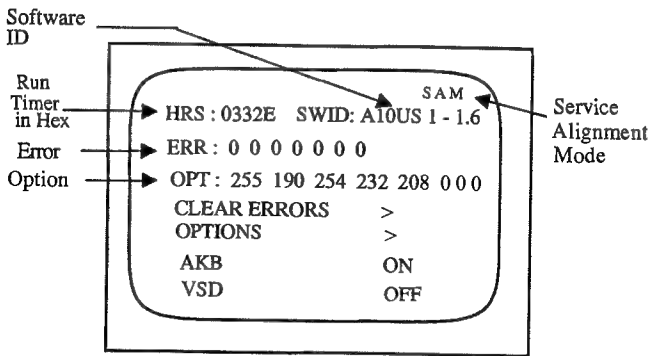 Software
ID
Run
Timer
in Hex
Error
Option
SAM
HRS : 0332E SWID: A10US 1 - 1.6
ERR : 0 0 0 0 0 0 0
OPT : 255 190 254 232 208 0 0 0
CLEAR ERRORS >
OPTIONS >
AKB ON
VSD OFF
Service
Alignment
Mode